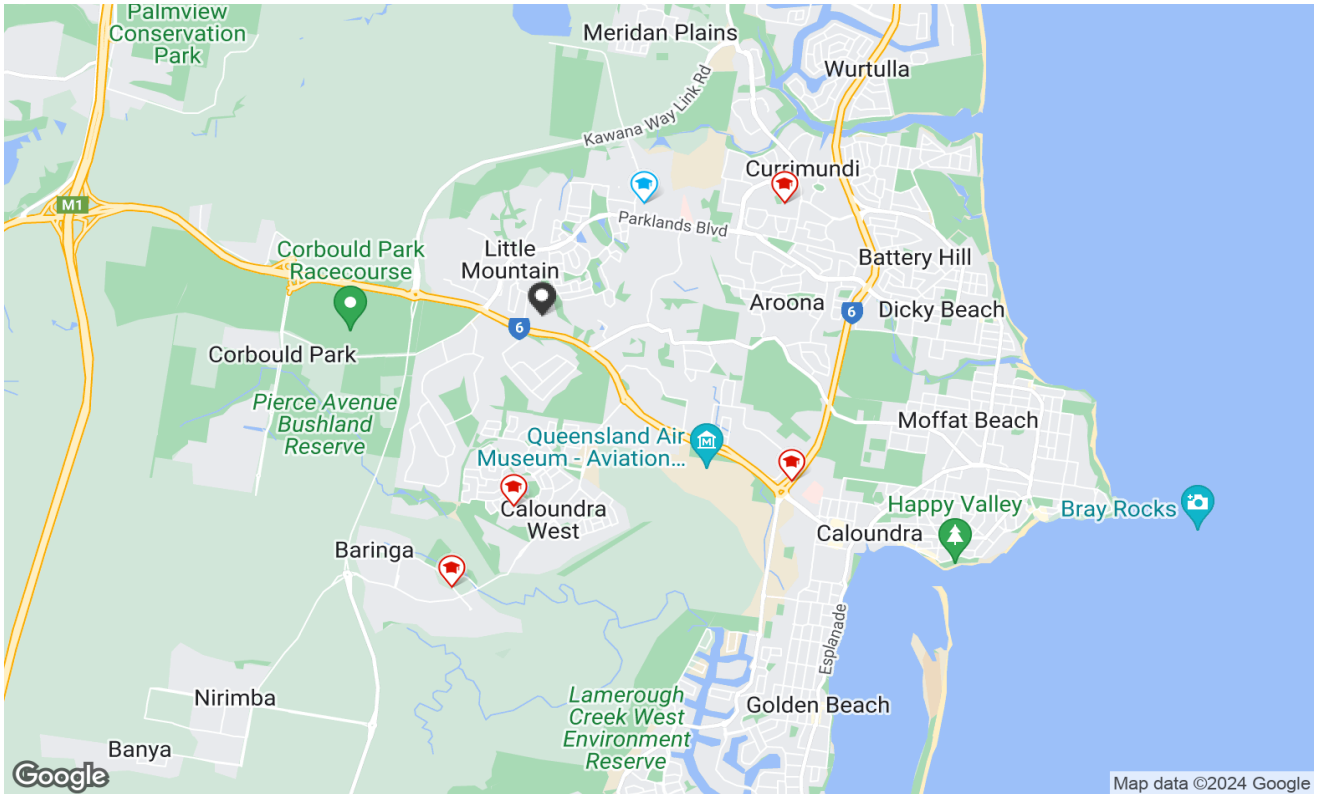 Palmview
Conservation
Park
Meridan Plains
Wurtulla
Kawana Way Link Rd
Currimundi
M1
Parklands Blvd
Little
Mountain
Corbould Park
Racecourse
Battery Hill
Aroona
6
Dicky Beach
6
Corbould Park
Pierce Avenue
Bushland
Reserve
Moffat Beach
Queensland Air
Museum - Aviation...
M
Happy Valley
Bray Rocks
Caloundra
West
Caloundra
Baringa
Esplanade
Nirimba
Lamerough
Creek West
Environment
Reserve
Golden Beach
Banya
Google
Map data ©2024 Google